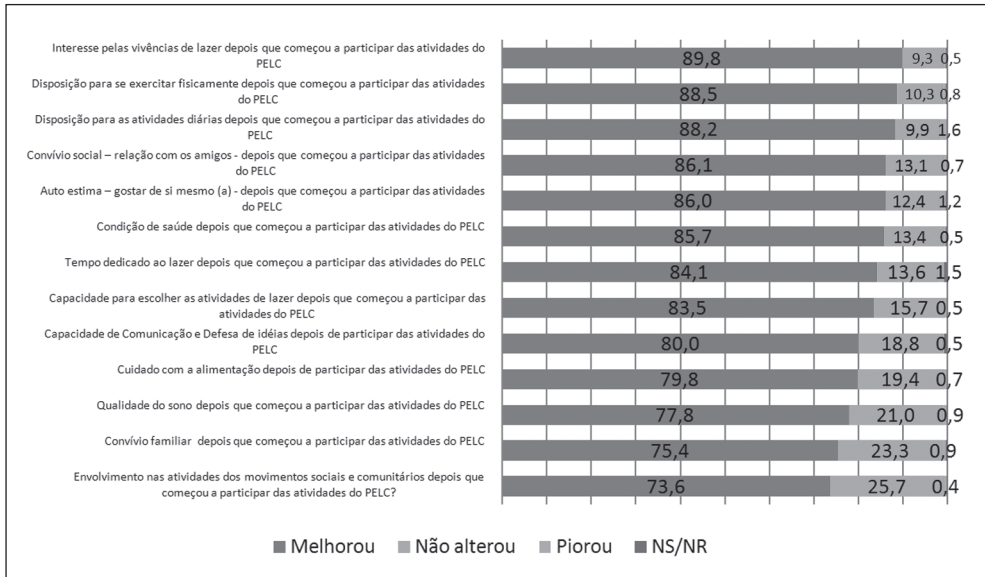 Interesse pelas vivências de lazer depois que começou a participar das atividades do
PELC
89,8 9,3 0,5
Disposição para se exercitar fisicamente depois que começou a participar das atividades
do PELC
88,5 10,3 0,8
Disposição para as atividades diárias depois que começou a participar das atividades do
PELC
88,2 9,9 1,6
Convívio social – relação com os amigos - depois que começou a participar das atividades
do PELC
86,1 13,1 0,7
Auto estima – gostar de si mesmo (a) - depois que começou a participar das atividades
do PELC
86,0 12,4 1,2
Condição de saúde depois que começou a participar das atividades do PELC
85,7 13,4 0,5
Tempo dedicado ao lazer depois que começou a participar das atividades do PELC
84,1 13,6 1,5
Capacidade para escolher as atividades de lazer depois que começou a participar das
atividades do PELC
83,5 15,7 0,5
Capacidade de Comunicação e Defesa de idéias depois de participar das atividades do
PELC
80,0 18,8 0,5
Cuidado com a alimentação depois de participar das atividades do PELC
79,8 19,4 0,7
Qualidade do sono depois que começou a participar das atividades do PELC
77,8 21,0 0,9
Convívio familiar depois que começou a participar das atividades do PELC
75,4 23,3 0,9
Envolvimento nas atividades dos movimentos sociais e comunitários depois que
começou a participar das atividades do PELC?
73,6 25,7 0,4
Melhorou Não alterou Piorou NS/NR